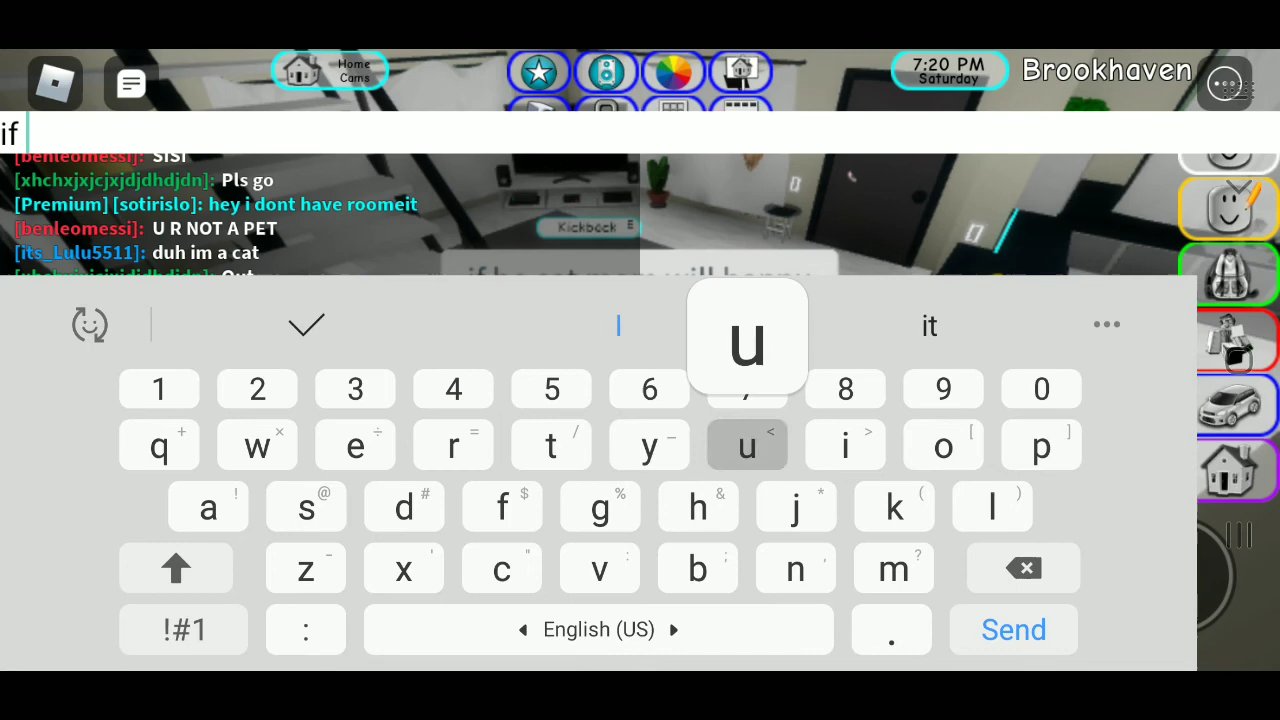 Home
Cams
7:20 PM
Saturday
Brookhaven
if
[benleomessi]: SISI
[xhchxjxjcjxjdjdhdjdn]: Pls go
[Premium] [sotirislo]: hey i dont have roomeit
[benleomessi]: U R NOT A PET
[its_Lulu5511]: duh im a cat
Out
Kickback E
I
u
it
1 2 3 4 5 6 7 8 9 0
q + w × e ÷ r = t / y _ u < i > o [ p ]
a ! s @ d # f $ g % h & j * k ( l )
z - x ' c " v : b ; n , m ?
!#1 : English (US) . Send